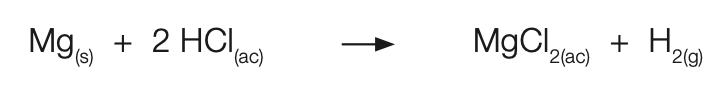 Mg(s) + 2 HCl(ac) → MgCl2(ac) + H2(g)